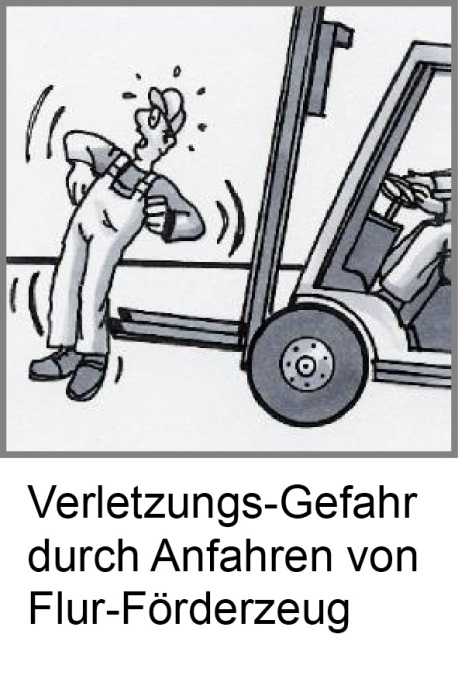 Verletzungs-Gefahr
durch Anfahren von
Flur-Förderzeug